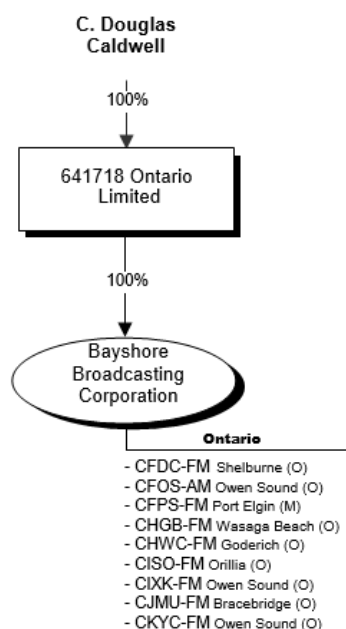 C. Douglas
Caldwell
100%
641718 Ontario
Limited
100%
Bayshore
Broadcasting
Corporation
Ontario
- CFDC-FM Shelburne (O)
- CFOS-AM Owen Sound (O)
- CFPS-FM Port Elgin (M)
- CHGB-FM Wasaga Beach (O)
- CHWC-FM Goderich (O)
- CISO-FM Orillia (O)
- CIXK-FM Owen Sound (O)
- CJMU-FM Bracebridge (O)
- CKYC-FM Owen Sound (O)